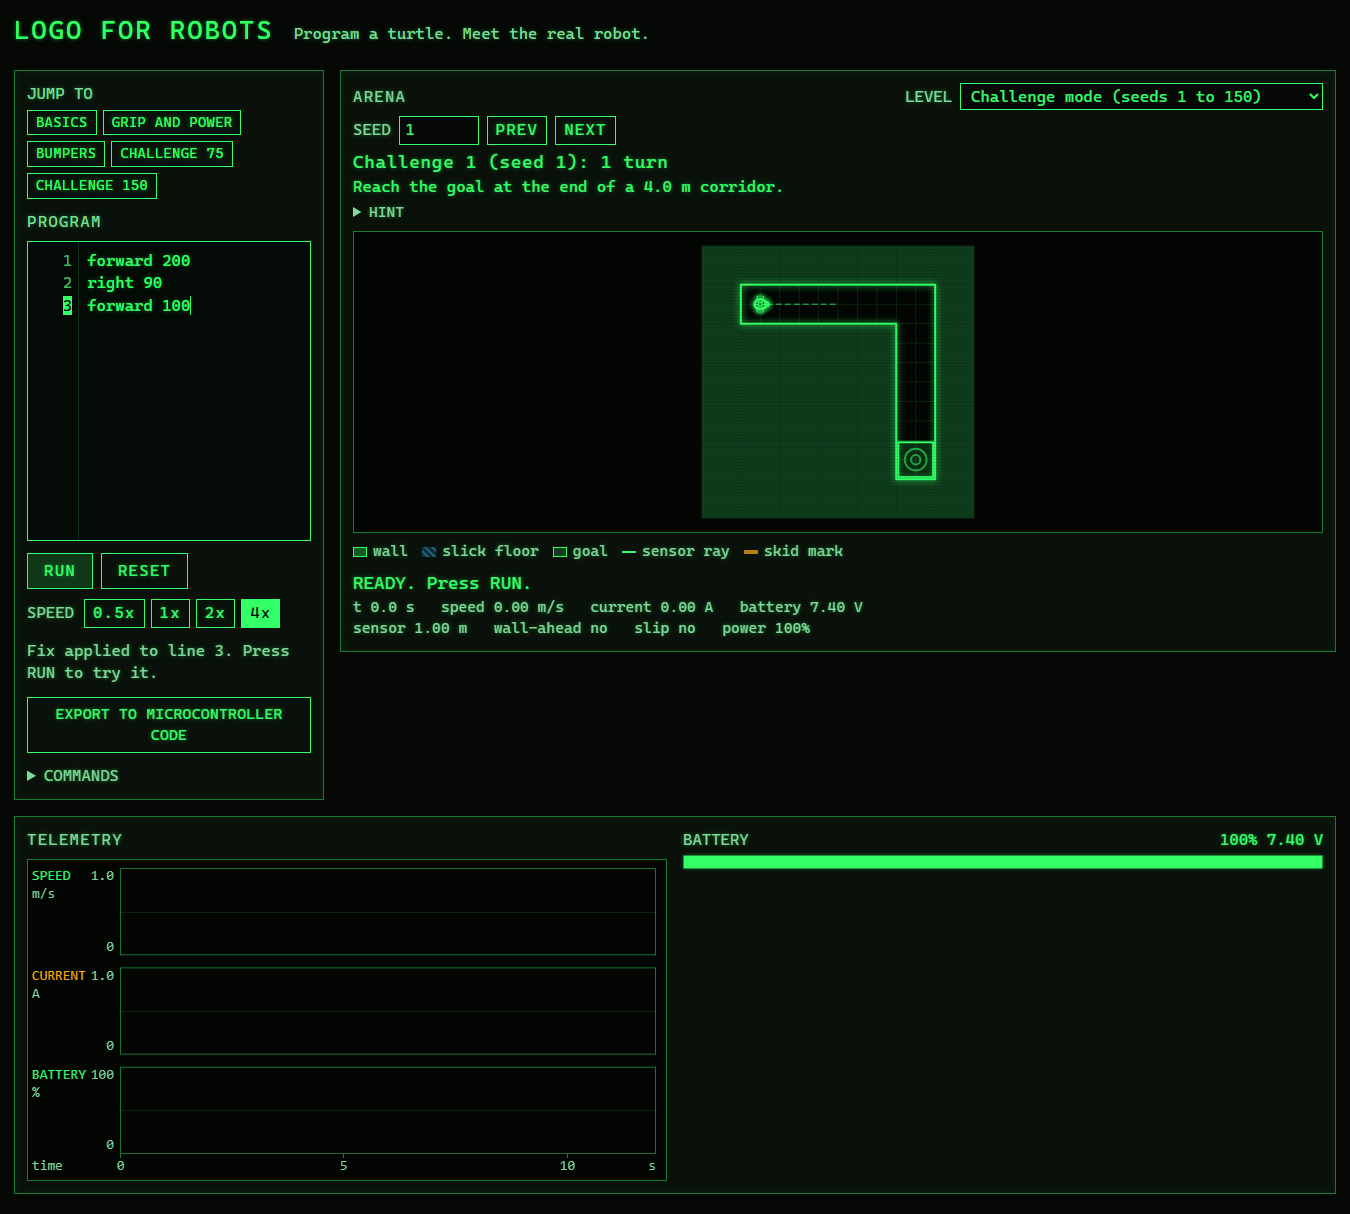 LOGO FOR ROBOTS Program a turtle. Meet the real robot.
JUMP TO
BASICS GRIP AND POWER
BUMPERS CHALLENGE 75
CHALLENGE 150
PROGRAM
1 forward 200
2 right 90
3 forward 100
RUN RESET
SPEED 0.5x 1x 2x 4x
Fix applied to line 3. Press
RUN to try it.
EXPORT TO MICROCONTROLLER
CODE
▶ COMMANDS
ARENA LEVEL Challenge mode (seeds 1 to 150)
SEED 1 PREV NEXT
Challenge 1 (seed 1): 1 turn
Reach the goal at the end of a 4.0 m corridor.
▶ HINT
wall slick floor goal sensor ray skid mark
READY. Press RUN.
t 0.0 s speed 0.00 m/s current 0.00 A battery 7.40 V
sensor 1.00 m wall-ahead no slip no power 100%
TELEMETRY
SPEED 1.0
m/s
0
CURRENT 1.0
A
0
BATTERY 100
%
0
time 0 5 10 s
BATTERY 100% 7.40 V